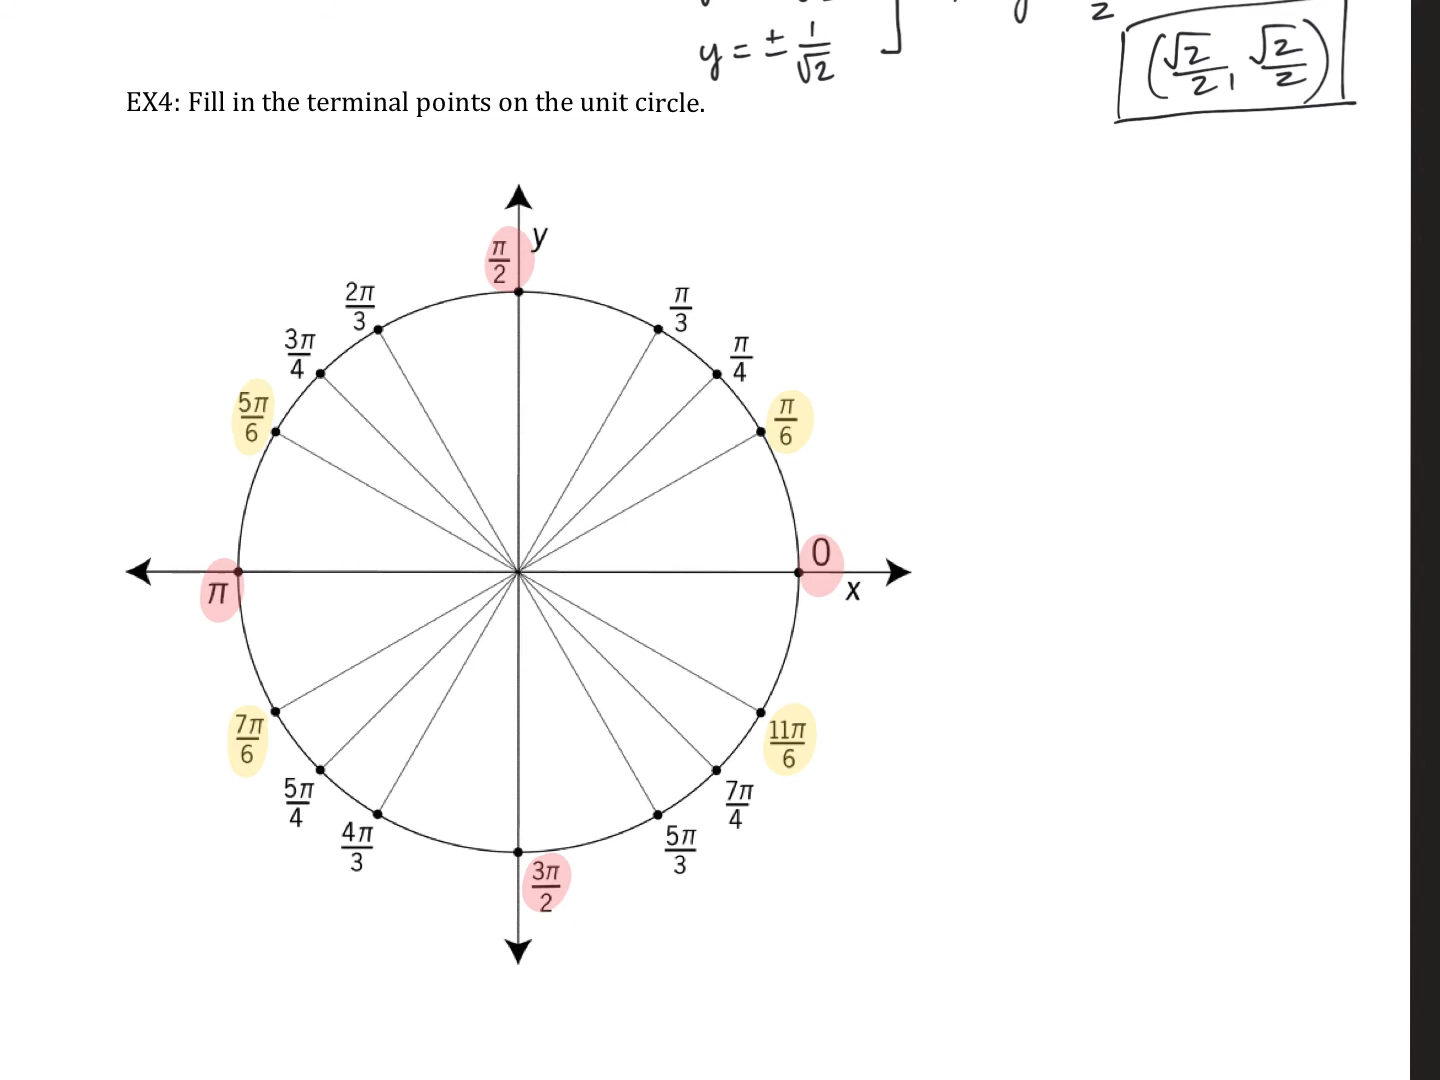 y = ± 1/√2
(√2/2, √2/2)
EX4: Fill in the terminal points on the unit circle.
y
π/2
2π/3
π/3
3π/4
π/4
5π/6
π/6
0
π
x
7π/6
11π/6
5π/4
7π/4
4π/3
5π/3
3π/2